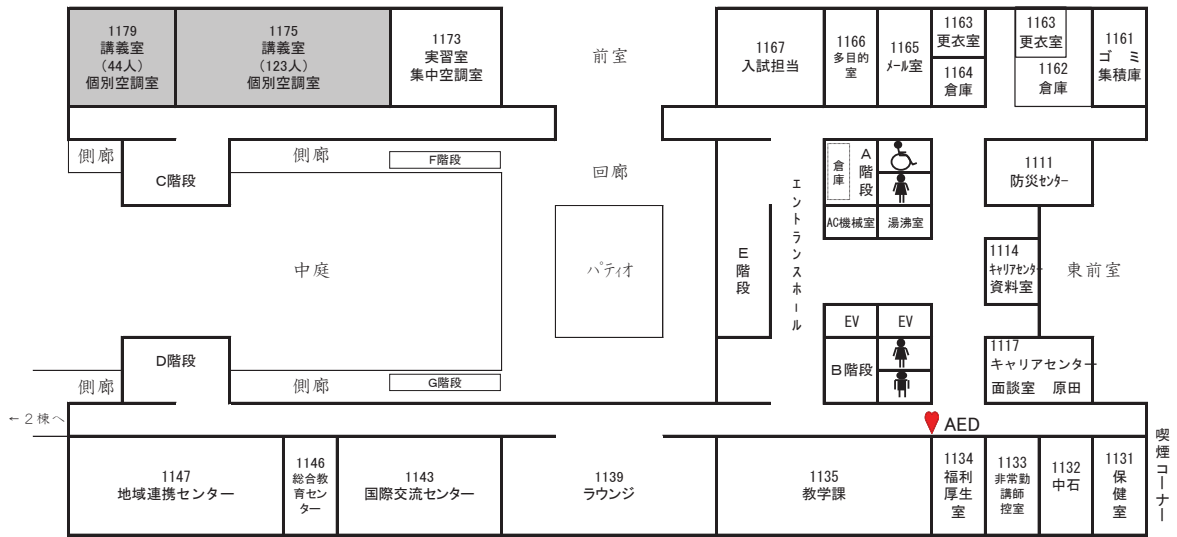 1179
講義室
(44人)
個別空調室
1175
講義室
(123人)
個別空調室
1173
実習室
集中空調室
前室
1167
入試担当
1166
多目的
室
1165
メール室
1163
更衣室
1164
倉庫
1163
更衣室
1162
倉庫
1161
ゴミ
集積庫
側廊
C階段
側廊
F階段
回廊
エントランスホール
倉庫
A階段
AC機械室
湯沸室
1111
防災センター
中庭
パティオ
E階段
1114
キャリアセンター
資料室
東前室
EV
EV
D階段
側廊
側廊
G階段
B階段
1117
キャリアセンター
面談室 原田
←2棟へ
AED
1147
地域連携センター
1146
総合教
育セン
ター
1143
国際交流センター
1139
ラウンジ
1135
教学課
1134
福利
厚生
室
1133
非常勤
講師
控室
1132
中石
1131
保
健
室
喫煙コーナー